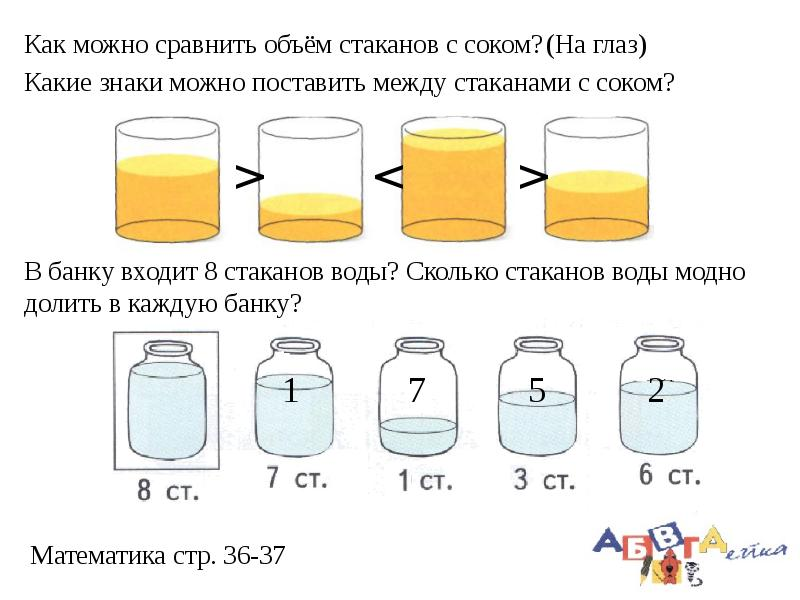 Как можно сравнить объём стаканов с соком?(На глаз)
Какие знаки можно поставить между стаканами с соком?
> < >
В банку входит 8 стаканов воды? Сколько стаканов воды модно
долить в каждую банку?
1 7 5 2
8 ст. 7 ст. 1 ст. 3 ст. 6 ст.
Математика стр. 36-37
АБВГДейка